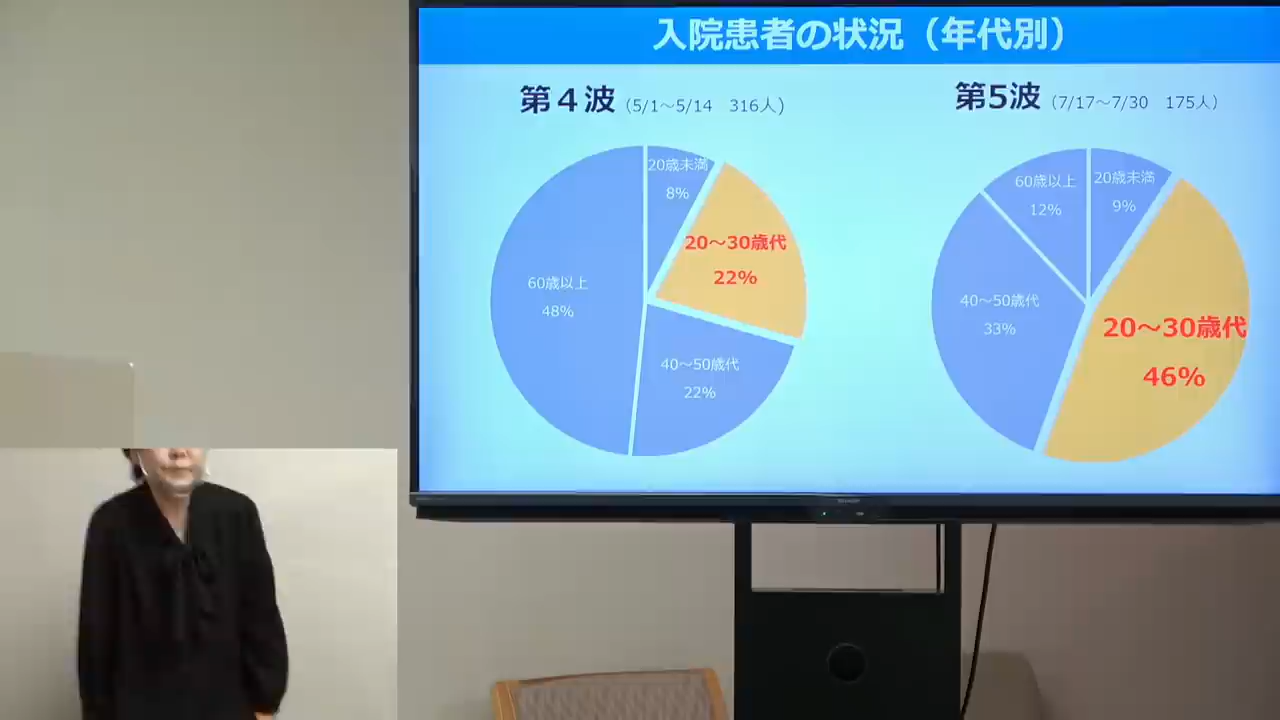 入院患者の状況（年代別）
第４波（5/1～5/14　316人）
20歳未満
8%
20～30歳代
22%
40～50歳代
22%
60歳以上
48%
第5波（7/17～7/30　175人）
20歳未満
9%
20～30歳代
46%
40～50歳代
33%
60歳以上
12%